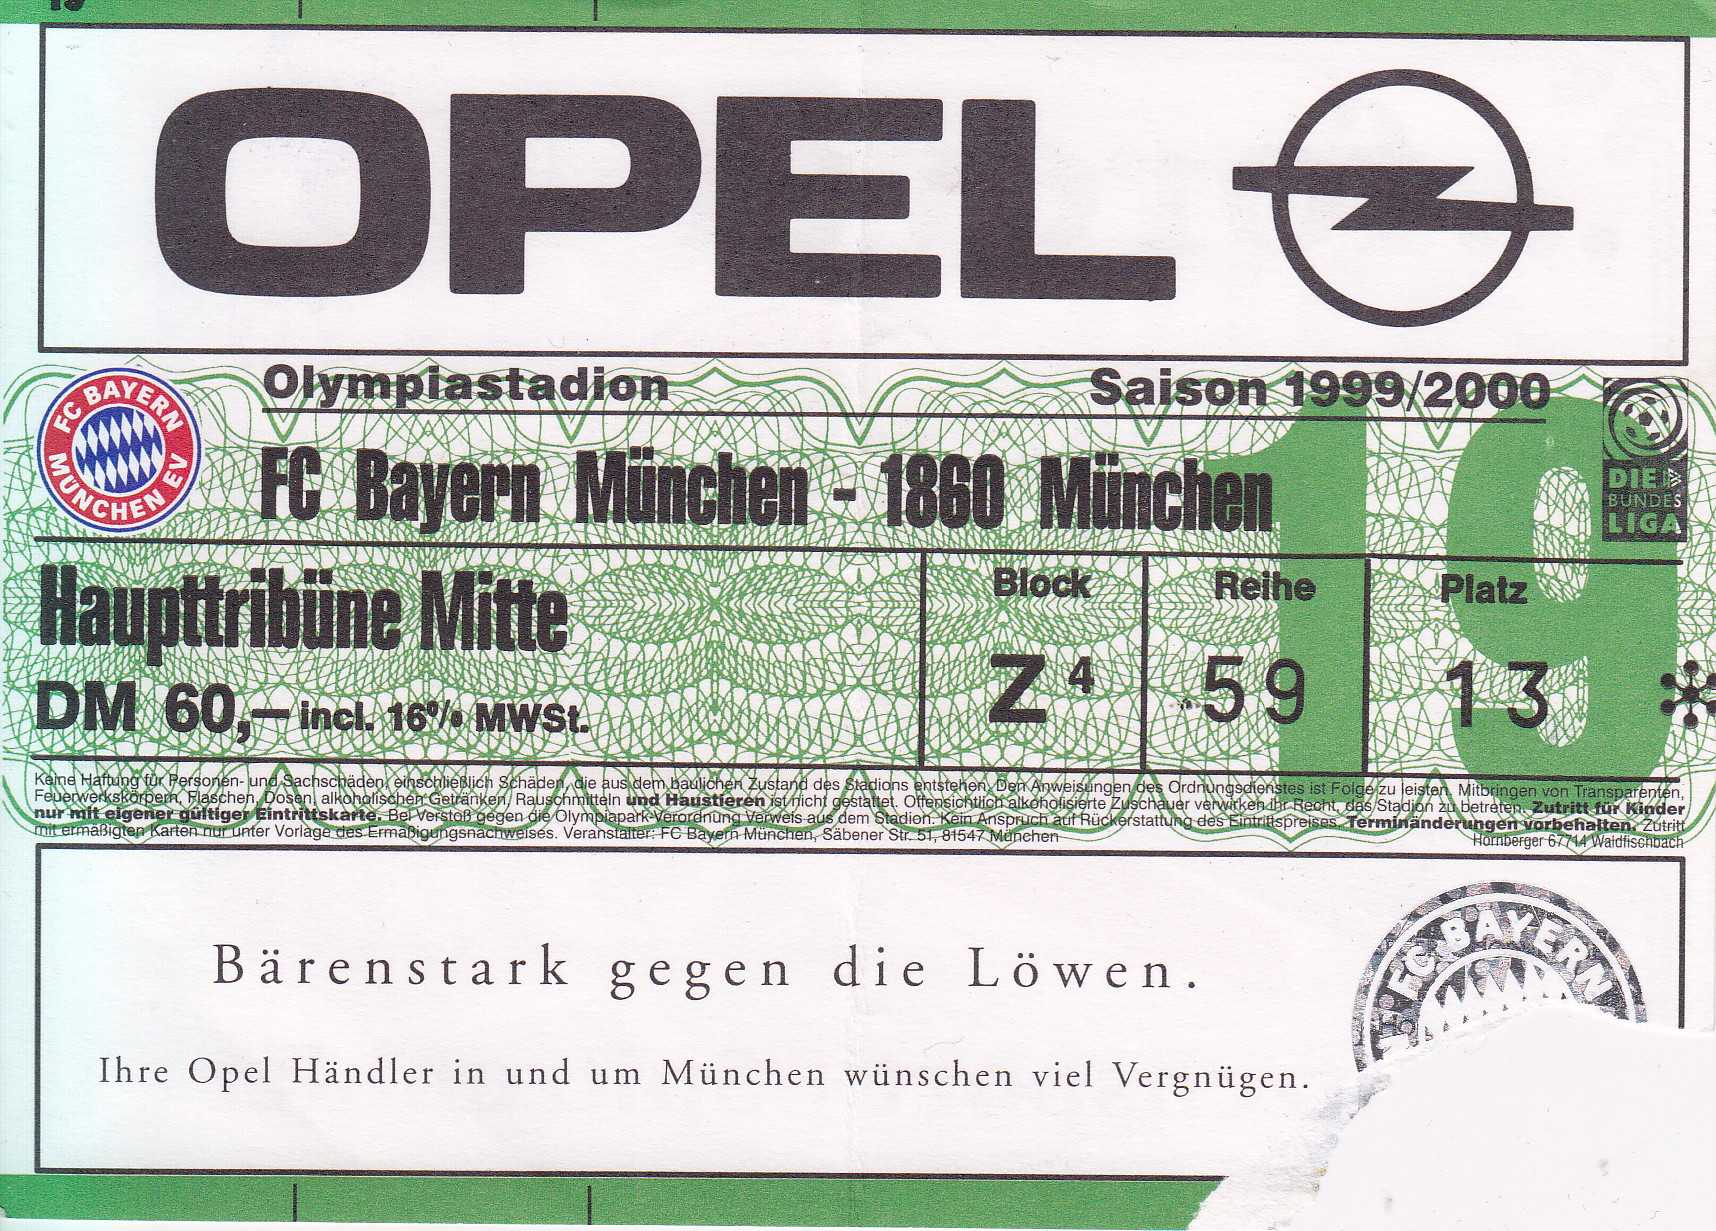 19
OPEL
FC BAYERN MÜNCHEN EV
Olympiastadion Saison 1999/2000
FC Bayern München - 1860 München
19
DIE
BUNDES
LIGA
Haupttribüne Mitte
Block Reihe Platz
Z4 59 13
DM 60,— incl. 16% MWSt.
Keine Haftung für Personen- und Sachschäden, einschließlich Schäden, die aus dem baulichen Zustand des Stadions entstehen. Den Anweisungen des Ordnungsdienstes ist Folge zu leisten. Mitbringen von Transparenten,
Feuerwerkskörpern, Flaschen, Dosen, alkoholischen Getränken, Rauschmitteln und Haustieren ist nicht gestattet. Offensichtlich alkoholisierte Zuschauer verwirken ihr Recht, das Stadion zu betreten. Zutritt für Kinder
nur mit eigener gültiger Eintrittskarte. Bei Verstoß gegen die Olympiapark-Verordnung Verweis aus dem Stadion. Kein Anspruch auf Rückerstattung des Eintrittspreises. Terminänderungen vorbehalten. Zutritt
mit ermäßigten Karten nur unter Vorlage des Ermäßigungsnachweises. Veranstalter: FC Bayern München, Säbener Str. 51, 81547 München
Hornberger 67714 Waldfischbach
Bärenstark gegen die Löwen.
Ihre Opel Händler in und um München wünschen viel Vergnügen.
FC BAYERN